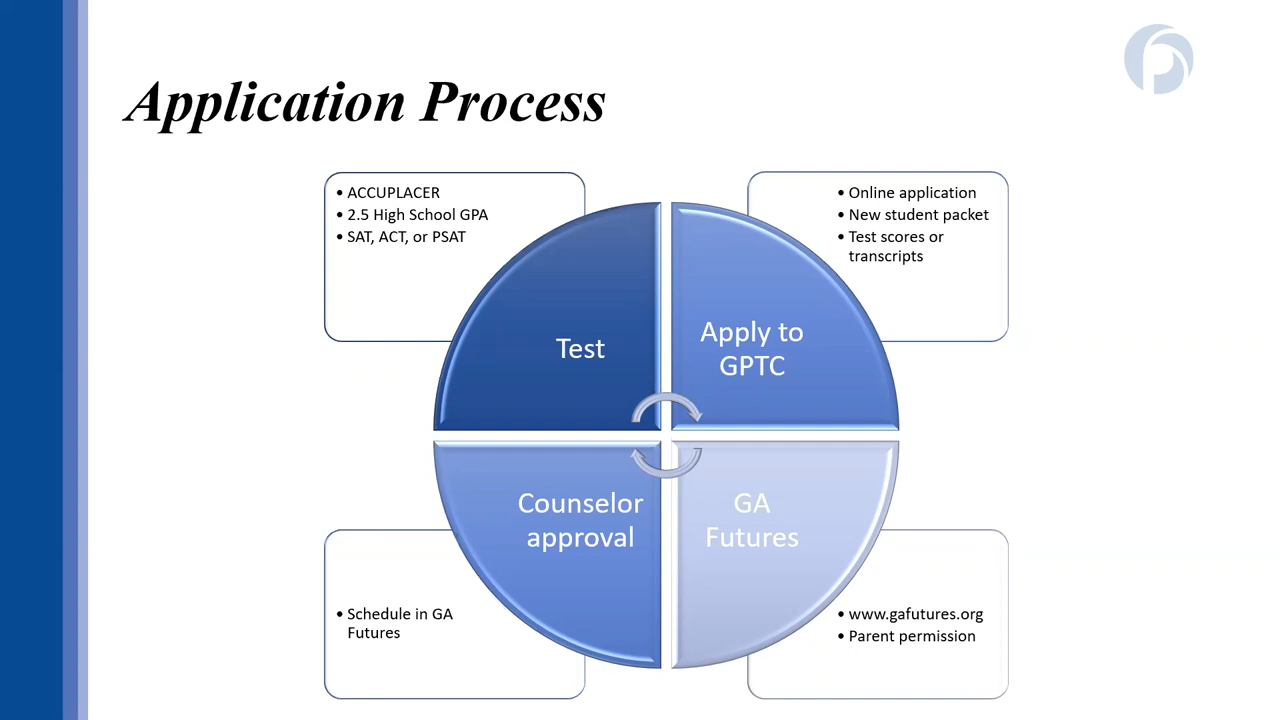 Application Process
• ACCUPLACER
• 2.5 High School GPA
• SAT, ACT, or PSAT
• Online application
• New student packet
• Test scores or
transcripts
Test
Apply to
GPTC
Counselor
approval
GA
Futures
• Schedule in GA
Futures
• www.gafutures.org
• Parent permission